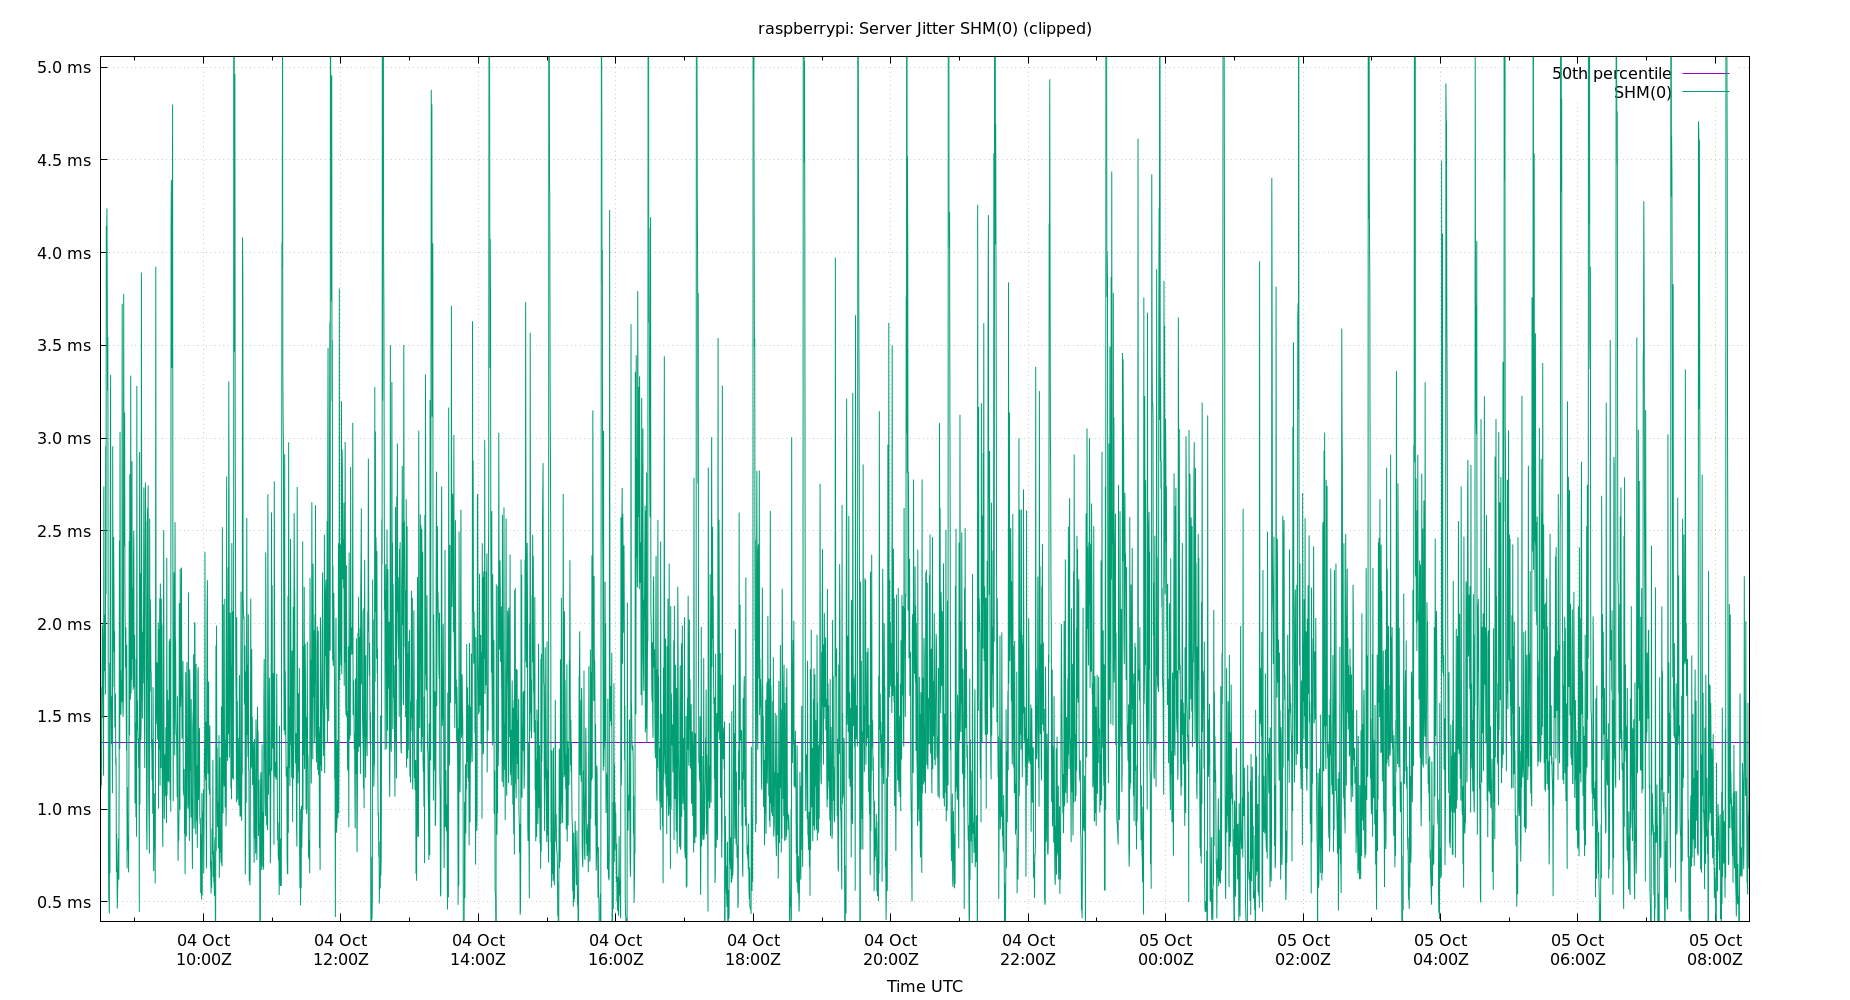 raspberrypi: Server Jitter SHM(0) (clipped)
5.0 ms
4.5 ms
4.0 ms
3.5 ms
3.0 ms
2.5 ms
2.0 ms
1.5 ms
1.0 ms
0.5 ms
50th percentile
SHM(0)
04 Oct 04 Oct 04 Oct 04 Oct 04 Oct 04 Oct 04 Oct 05 Oct 05 Oct 05 Oct 05 Oct 05 Oct
10:00Z 12:00Z 14:00Z 16:00Z 18:00Z 20:00Z 22:00Z 00:00Z 02:00Z 04:00Z 06:00Z 08:00Z
Time UTC